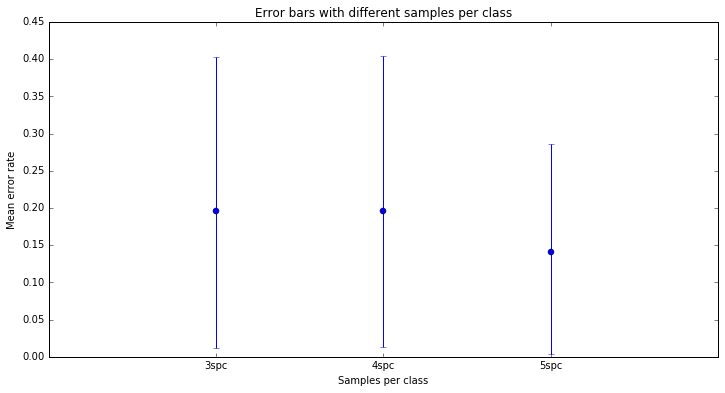 Error bars with different samples per class
0.45
0.40
0.35
0.30
0.25
0.20
0.15
0.10
0.05
0.00
Mean error rate
3spc
4spc
5spc
Samples per class